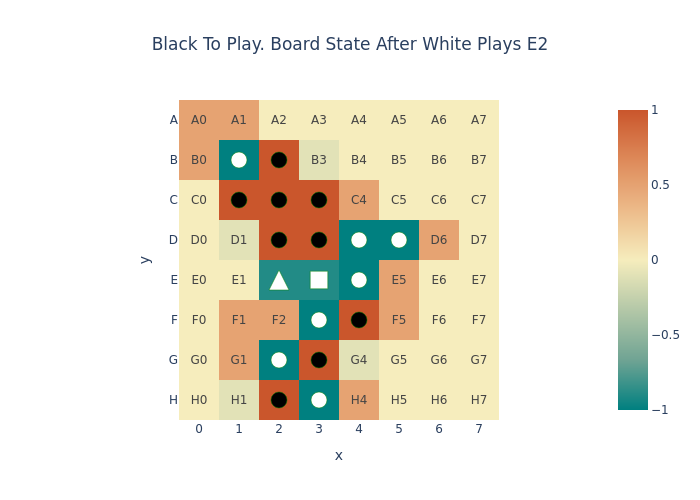 Black To Play. Board State After White Plays E2
A A0 A1 A2 A3 A4 A5 A6 A7
B B0 B3 B4 B5 B6 B7
C C0 C4 C5 C6 C7
D D0 D1 D6 D7
E E0 E1 E5 E6 E7
F F0 F1 F2 F5 F6 F7
G G0 G1 G4 G5 G6 G7
H H0 H1 H4 H5 H6 H7
0 1 2 3 4 5 6 7
x
y
1
0.5
0
−0.5
−1